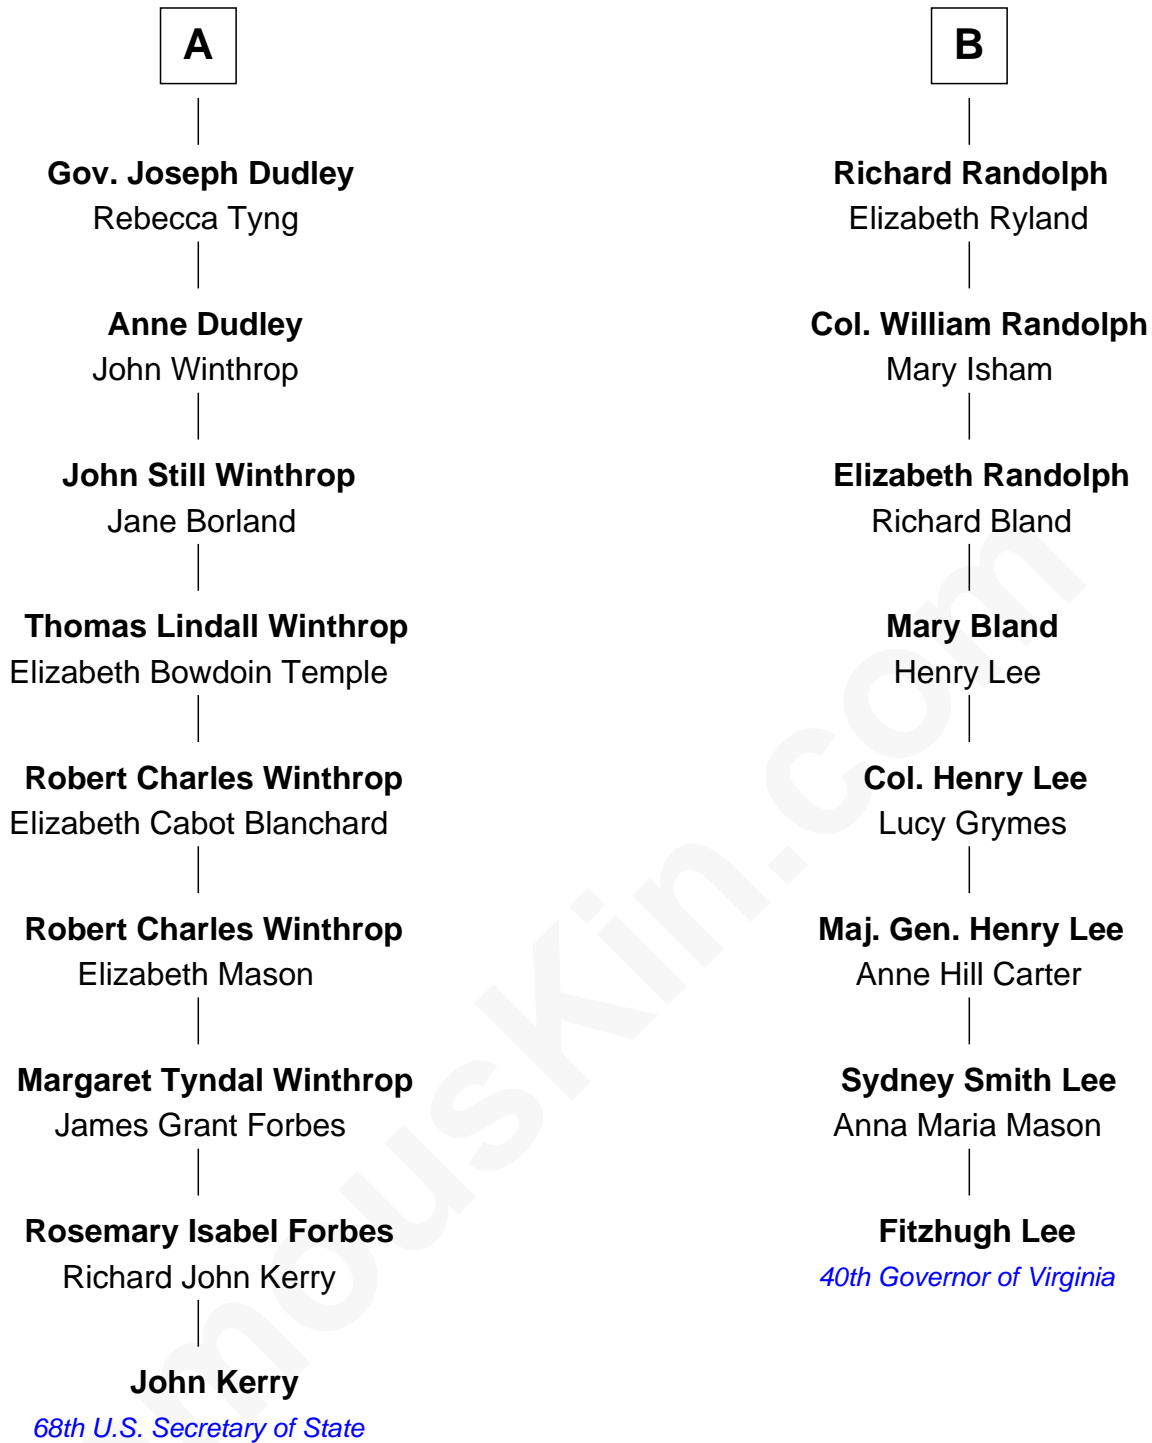 A
Gov. Joseph Dudley
Rebecca Tyng
Anne Dudley
John Winthrop
John Still Winthrop
Jane Borland
Thomas Lindall Winthrop
Elizabeth Bowdoin Temple
Robert Charles Winthrop
Elizabeth Cabot Blanchard
Robert Charles Winthrop
Elizabeth Mason
Margaret Tyndal Winthrop
James Grant Forbes
Rosemary Isabel Forbes
Richard John Kerry
John Kerry
68th U.S. Secretary of State
B
Richard Randolph
Elizabeth Ryland
Col. William Randolph
Mary Isham
Elizabeth Randolph
Richard Bland
Mary Bland
Henry Lee
Col. Henry Lee
Lucy Grymes
Maj. Gen. Henry Lee
Anne Hill Carter
Sydney Smith Lee
Anna Maria Mason
Fitzhugh Lee
40th Governor of Virginia
mousKin.com